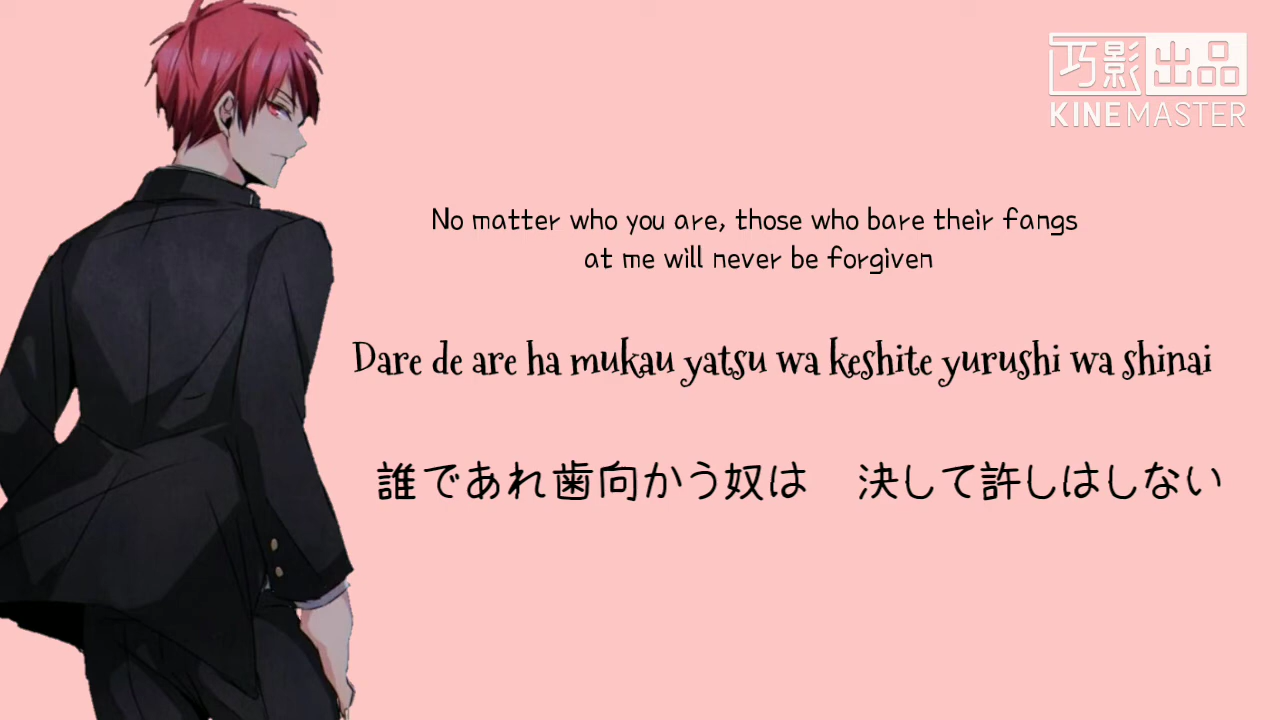 巧影出品
KINEMASTER
No matter who you are, those who bare their fangs
at me will never be forgiven
Dare de are ha mukau yatsu wa keshite yurushi wa shinai
誰であれ歯向かう奴は　決して許しはしない